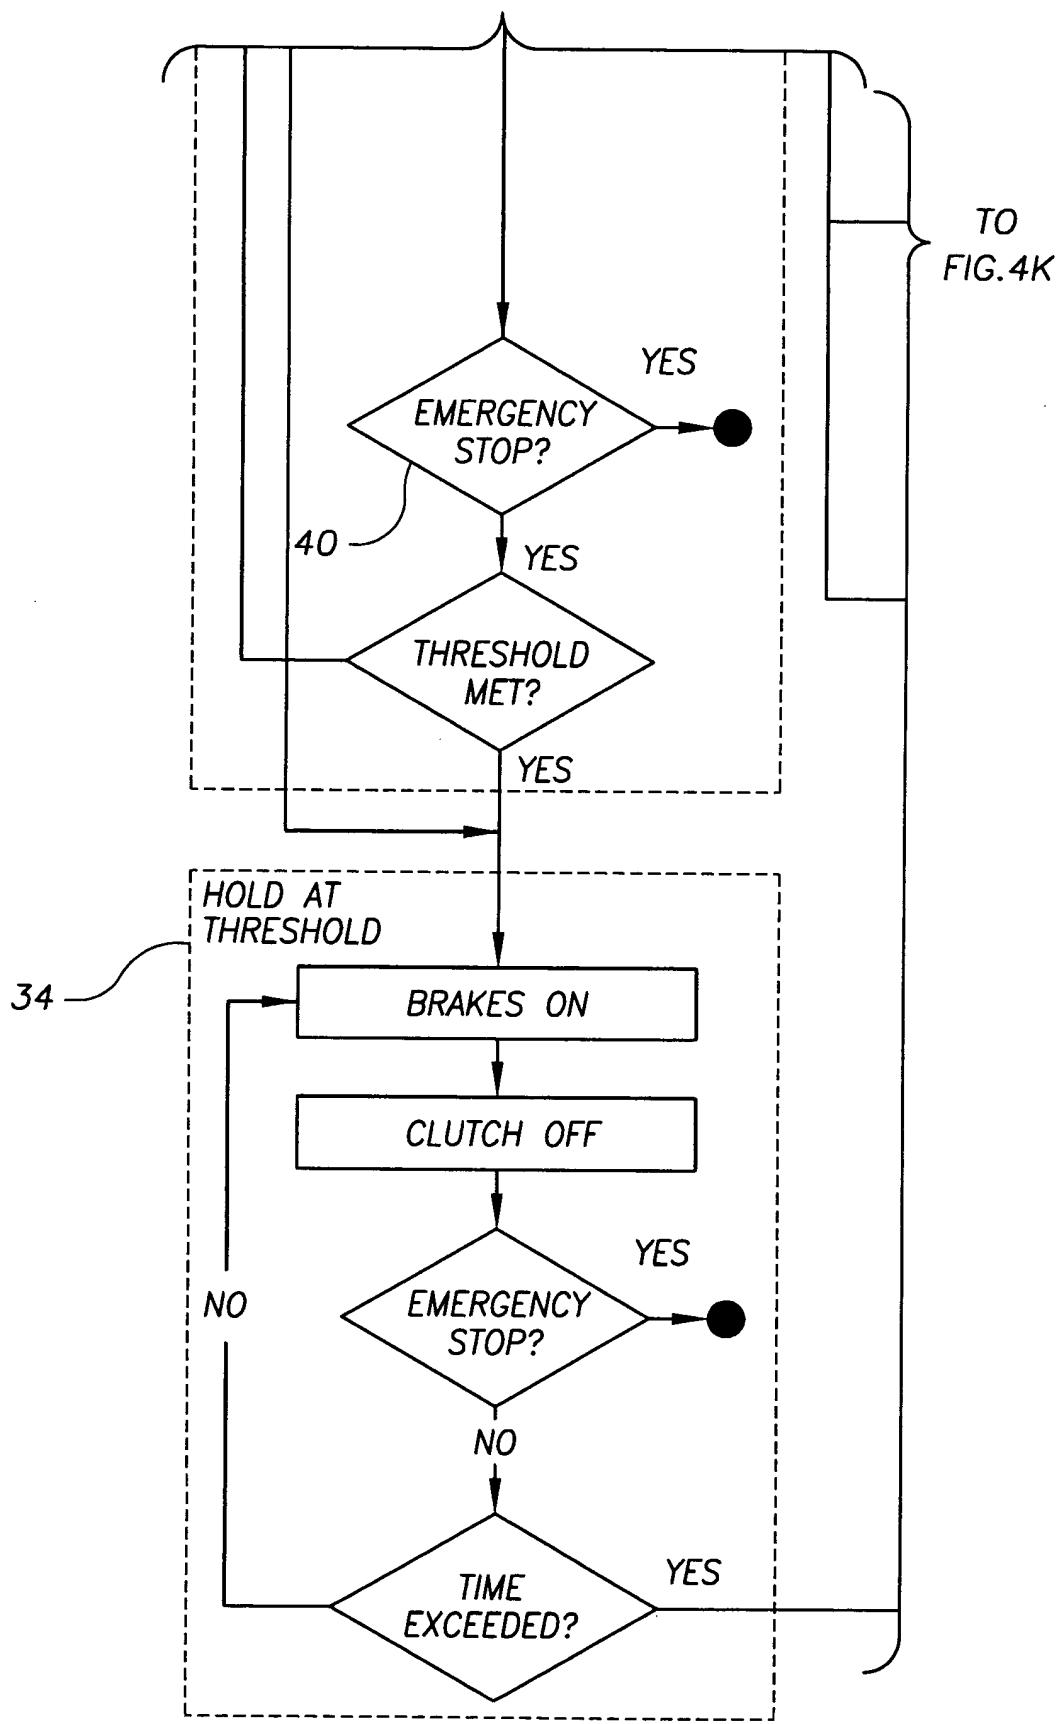 TO
FIG.4K
YES
EMERGENCY
STOP?
40
YES
THRESHOLD
MET?
YES
HOLD AT
THRESHOLD
34
BRAKES ON
CLUTCH OFF
YES
NO
EMERGENCY
STOP?
NO
YES
TIME
EXCEEDED?